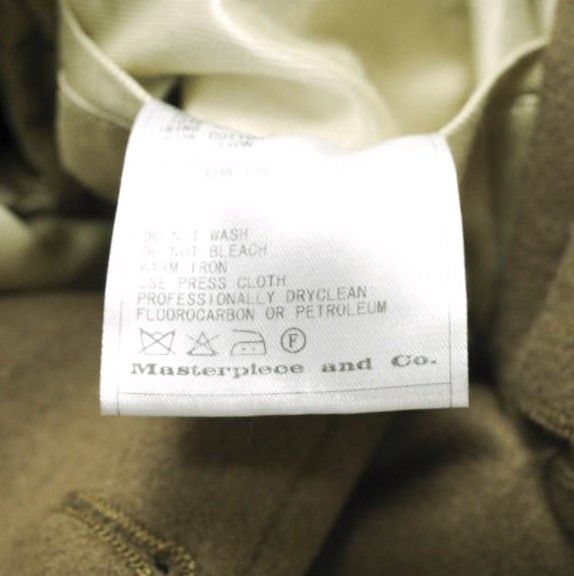 DO NOT WASH
DO NOT BLEACH
WARM IRON
USE PRESS CLOTH
PROFESSIONALLY DRYCLEAN:
FLUOROCARBON OR PETROLEUM
F
Masterpiece and Co.